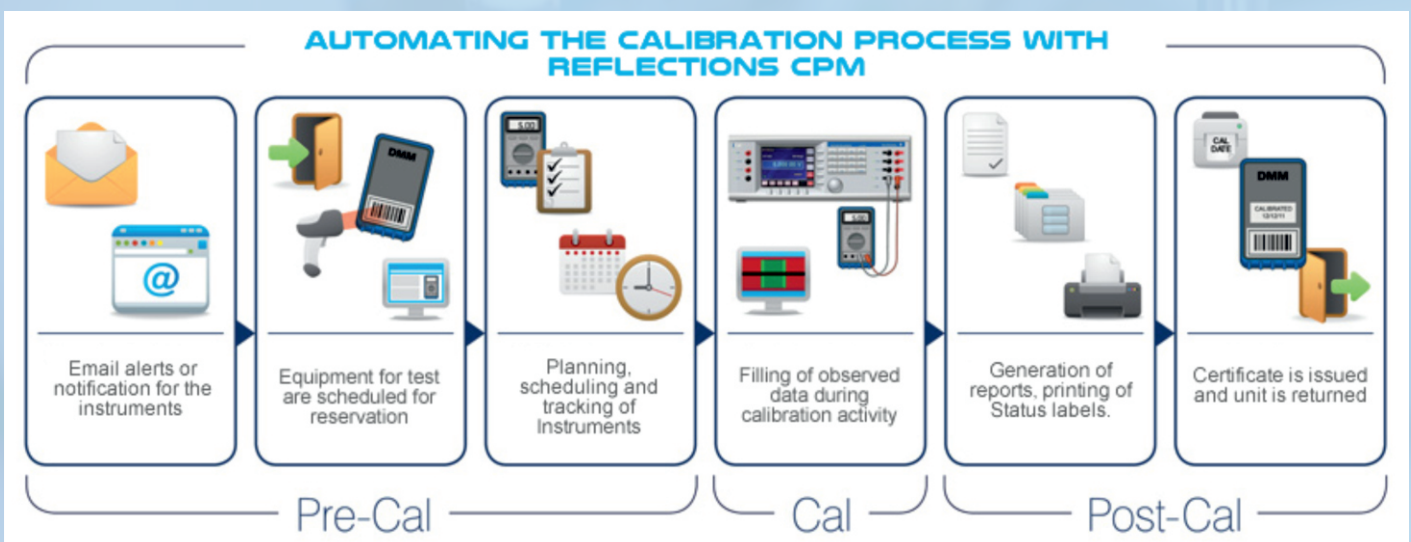 AUTOMATING THE CALIBRATION PROCESS WITH
REFLECTIONS CPM
@
DMM
5.00
5.00
CAL
DATE
DMM
CALIBRATED
12/12/11
Email alerts or
notification for the
instruments
Equipment for test
are scheduled for
reservation
Planning,
scheduling and
tracking of
Instruments
Filling of observed
data during
calibration activity
Generation of
reports, printing of
Status labels.
Certificate is issued
and unit is returned
Pre-Cal
Cal
Post-Cal